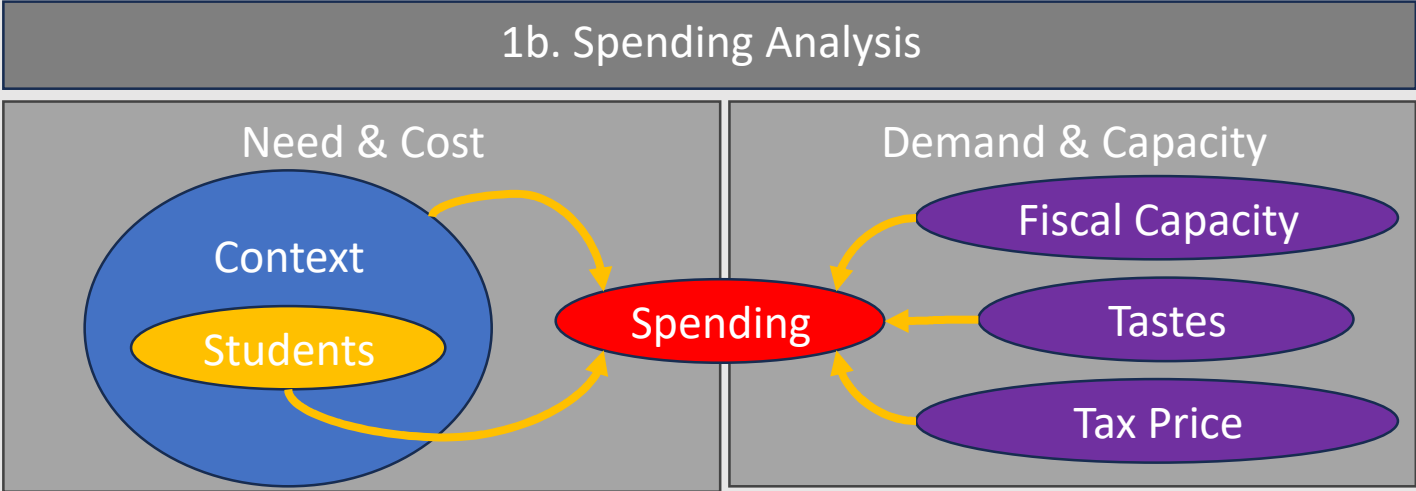 1b. Spending Analysis
Need & Cost
Context
Students
Spending
Demand & Capacity
Fiscal Capacity
Tastes
Tax Price